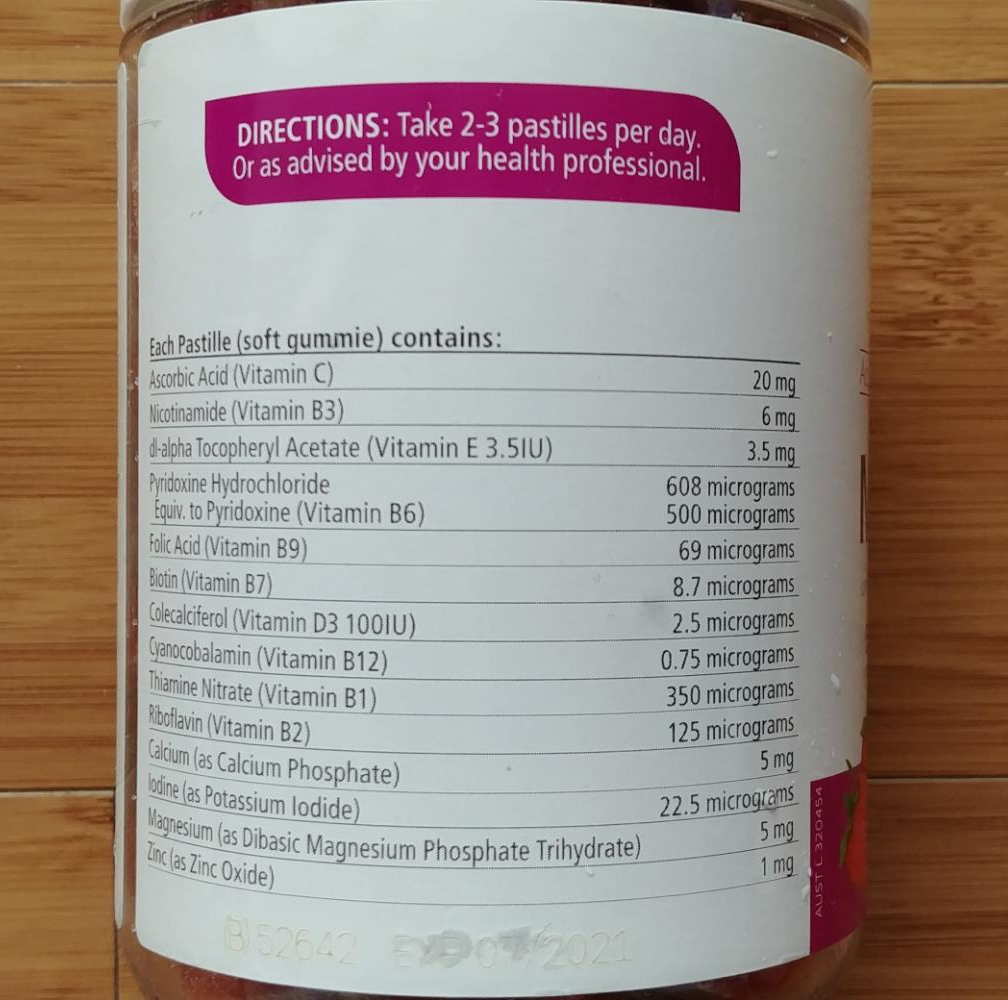 DIRECTIONS: Take 2-3 pastilles per day.
Or as advised by your health professional.
Each Pastille (soft gummie) contains:
Ascorbic Acid (Vitamin C) 20 mg
Nicotinamide (Vitamin B3) 6 mg
dl-alpha Tocopheryl Acetate (Vitamin E 3.5IU) 3.5 mg
Pyridoxine Hydrochloride 608 micrograms
Equiv. to Pyridoxine (Vitamin B6) 500 micrograms
Folic Acid (Vitamin B9) 69 micrograms
Biotin (Vitamin B7) 8.7 micrograms
Colecalciferol (Vitamin D3 100IU) 2.5 micrograms
Cyanocobalamin (Vitamin B12) 0.75 micrograms
Thiamine Nitrate (Vitamin B1) 350 micrograms
Riboflavin (Vitamin B2) 125 micrograms
Calcium (as Calcium Phosphate) 5 mg
Iodine (as Potassium Iodide) 22.5 micrograms
Magnesium (as Dibasic Magnesium Phosphate Trihydrate) 5 mg
Zinc (as Zinc Oxide) 1 mg
(B) 52642 EXP 07/2021
AUST L 320454